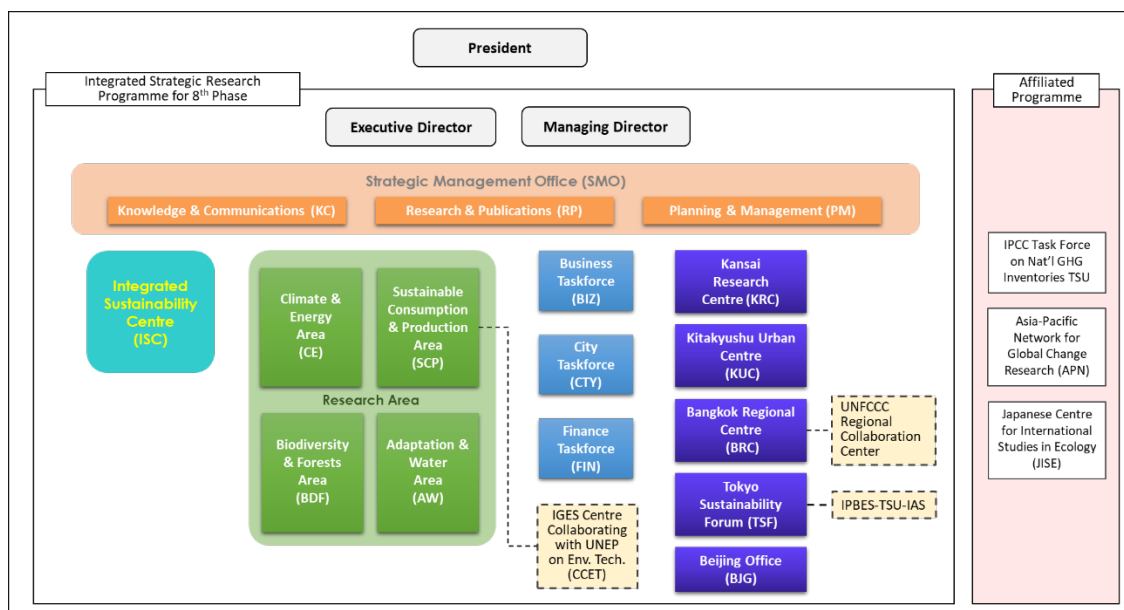 President
Integrated Strategic Research
Programme for 8th Phase
Affiliated
Programme
Executive Director
Managing Director
Strategic Management Office (SMO)
Knowledge & Communications (KC)
Research & Publications (RP)
Planning & Management (PM)
Integrated
Sustainability
Centre
(ISC)
Climate &
Energy
Area
(CE)
Sustainable
Consumption
& Production
Area
(SCP)
Research Area
Biodiversity
& Forests
Area
(BDF)
Adaptation &
Water
Area
(AW)
Business
Taskforce
(BIZ)
City
Taskforce
(CTY)
Finance
Taskforce
(FIN)
IGES Centre
Collaborating
with UNEP
on Env. Tech.
(CCET)
Kansai
Research
Centre (KRC)
Kitakyushu Urban
Centre
(KUC)
Bangkok Regional
Centre
(BRC)
Tokyo
Sustainability
Forum (TSF)
Beijing Office
(BJG)
UNFCCC
Regional
Collaboration
Center
IPBES-TSU-IAS
IPCC Task Force
on Nat'l GHG
Inventories TSU
Asia-Pacific
Network for
Global Change
Research (APN)
Japanese Centre
for International
Studies in Ecology
(JISE)